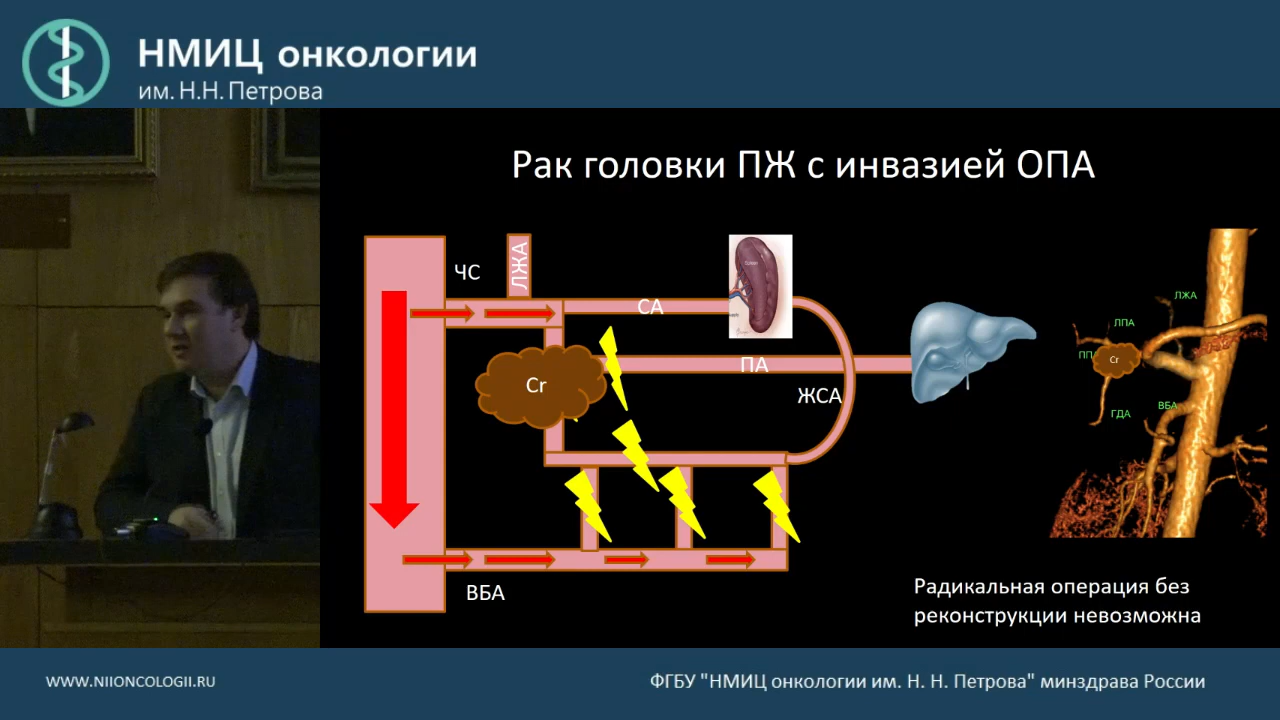 НМИЦ онкологии
им. Н.Н. Петрова
Рак головки ПЖ с инвазией ОПА
ЧС
ЛЖА
СА
ПА
ЖСА
Cr
ВБА
ЛЖА
ЛПА
Cr
ВБА
ГДА
Радикальная операция без
реконструкции невозможна
WWW.NIIONCOLOGII.RU
ФГБУ "НМИЦ онкологии им. Н. Н. Петрова" минздрава России